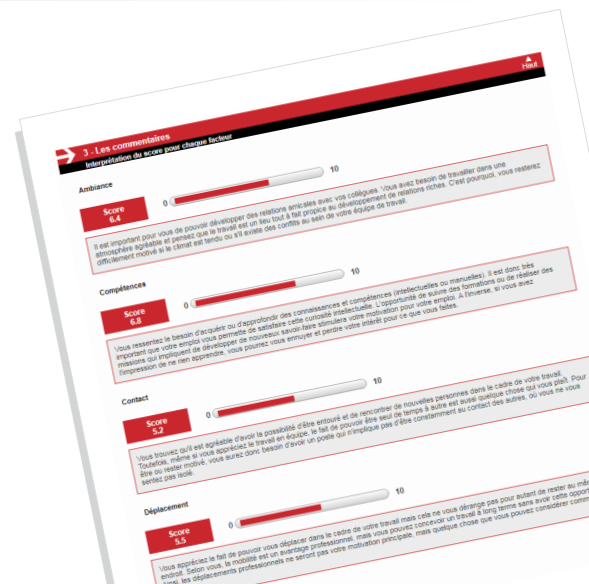 Haut
3 - Les commentaires
Interprétation du score pour chaque facteur
Ambiance
Score
6.4
0
10
Il est important pour vous de pouvoir développer des relations amicales avec vos collègues. Vous avez besoin de travailler dans une
atmosphère agréable et pensez que le travail est un lieu tout à fait propice au développement de relations riches. C'est pourquoi, vous resterez
difficilement motivé si le climat est tendu ou s'il existe des conflits au sein de votre équipe de travail.
Compétences
Score
6.8
0
10
Vous ressentez le besoin d'acquérir ou d'approfondir des connaissances et compétences (intellectuelles ou manuelles). Il est donc très
important que votre emploi vous permette de satisfaire cette curiosité intellectuelle. L'opportunité de suivre des formations ou de réaliser des
missions qui impliquent de développer de nouveaux savoir-faire stimulera votre motivation pour votre emploi. A l'inverse, si vous avez
l'impression de ne rien apprendre, vous pourrez vous ennuyer et perdre votre intérêt pour ce que vous faites.
Contact
Score
5.2
0
10
Vous trouvez qu'il est agréable d'avoir la possibilité d'être entouré et de rencontrer de nouvelles personnes dans le cadre de votre travail.
Toutefois, même si vous appréciez le travail en équipe, le fait de pouvoir être seul de temps à autre est aussi quelque chose qui vous plaît. Pour
être ou rester motivé, vous aurez donc besoin d'avoir un poste qui n'implique pas d'être constamment au contact des autres, où vous ne vous
sentez pas isolé.
Déplacement
Score
5.5
0
10
Vous appréciez le fait de pouvoir vous déplacer dans le cadre de votre travail mais cela ne vous dérange pas pour autant de rester au
endroit. Selon vous, la mobilité est un avantage professionnel, mais vous pouvez concevoir un travail à long terme sans avoir cette
les déplacements professionnels ne seront pas votre motivation principale, mais quelque chose que vous pouvez considérer